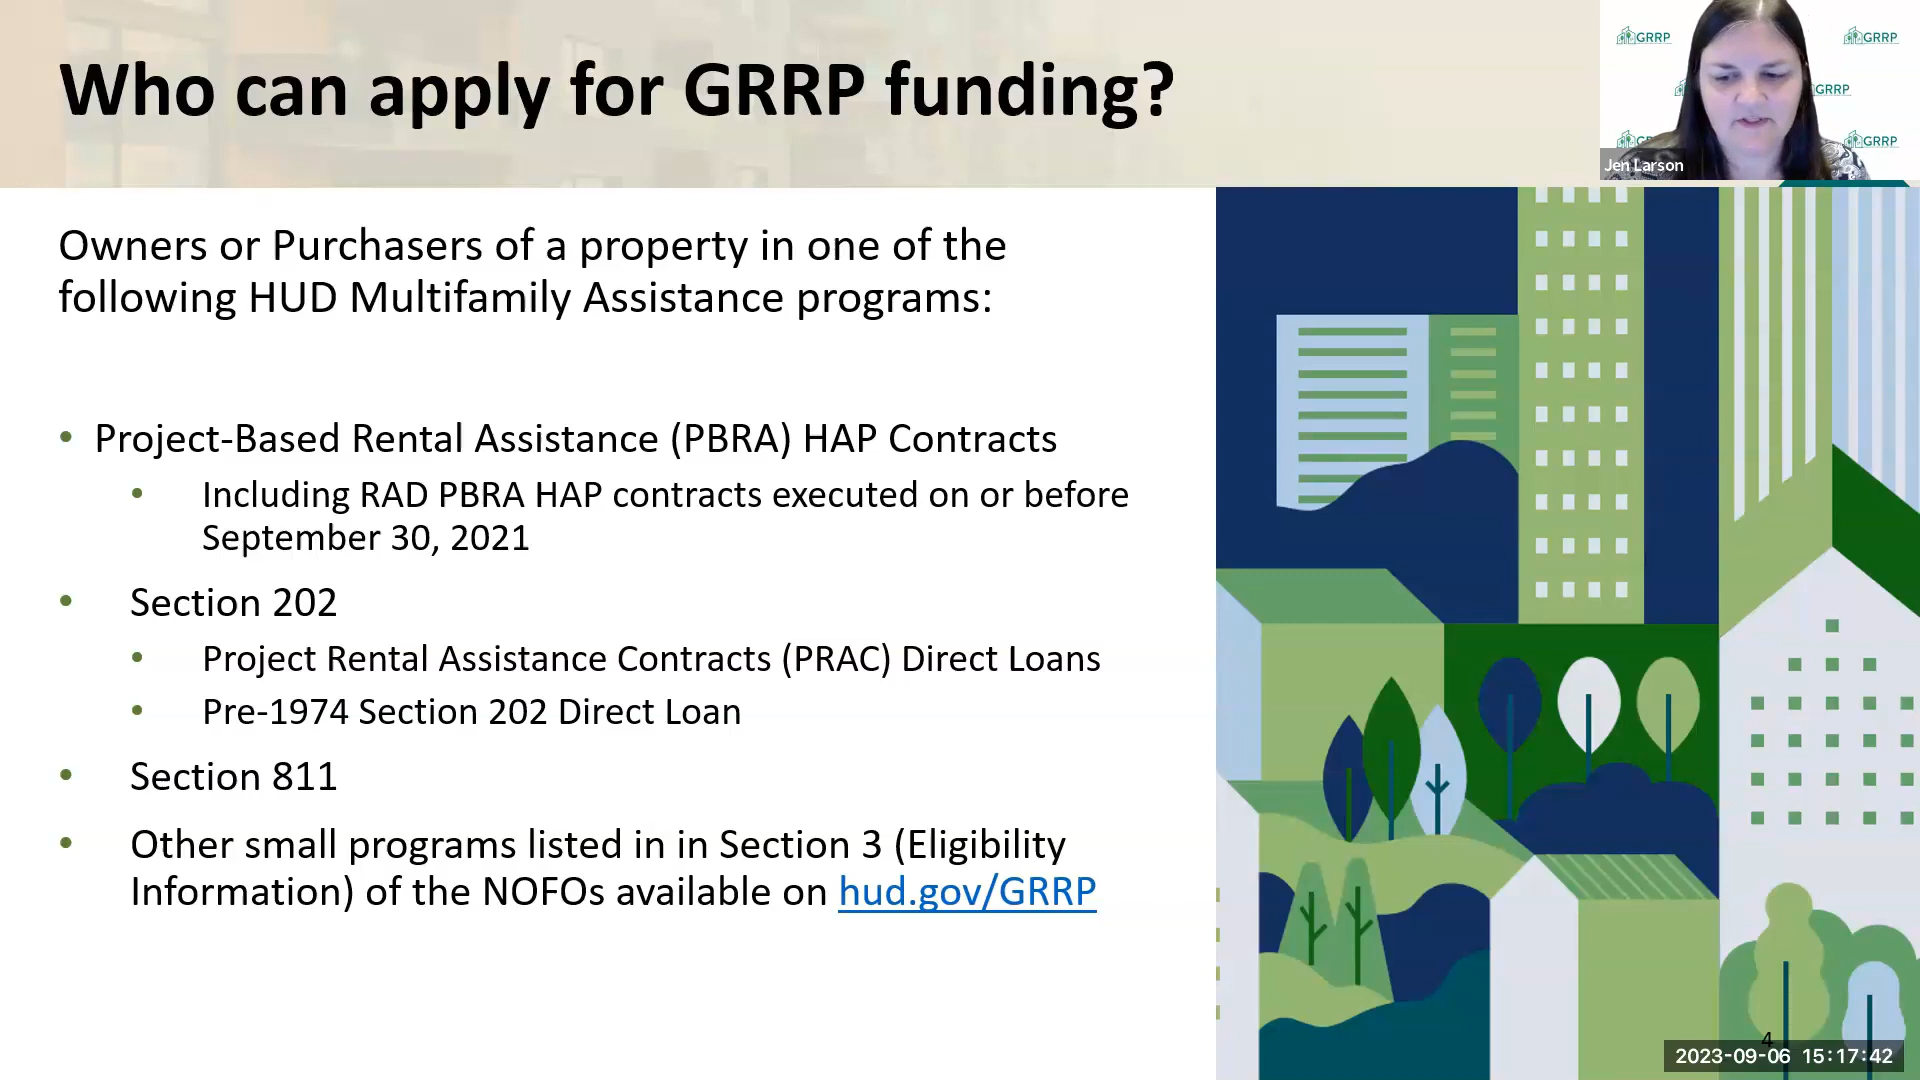 Who can apply for GRRP funding?
GRRP
GRRP
GRRP
GRRP
Jen Larson
Owners or Purchasers of a property in one of the
following HUD Multifamily Assistance programs:
• Project-Based Rental Assistance (PBRA) HAP Contracts
• Including RAD PBRA HAP contracts executed on or before
September 30, 2021
• Section 202
• Project Rental Assistance Contracts (PRAC) Direct Loans
• Pre-1974 Section 202 Direct Loan
• Section 811
• Other small programs listed in in Section 3 (Eligibility
Information) of the NOFOs available on hud.gov/GRRP
4
2023-09-06 15:17:42